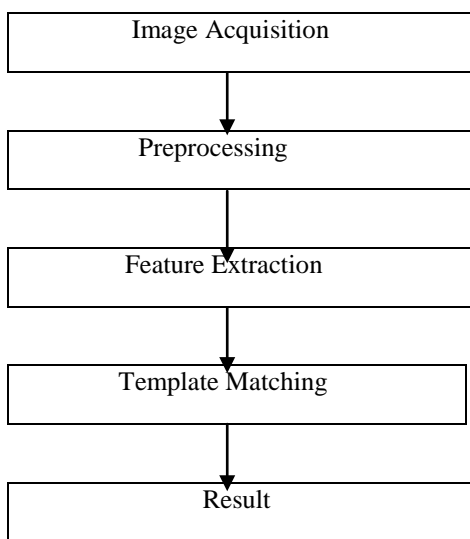 Image Acquisition
Preprocessing
Feature Extraction
Template Matching
Result